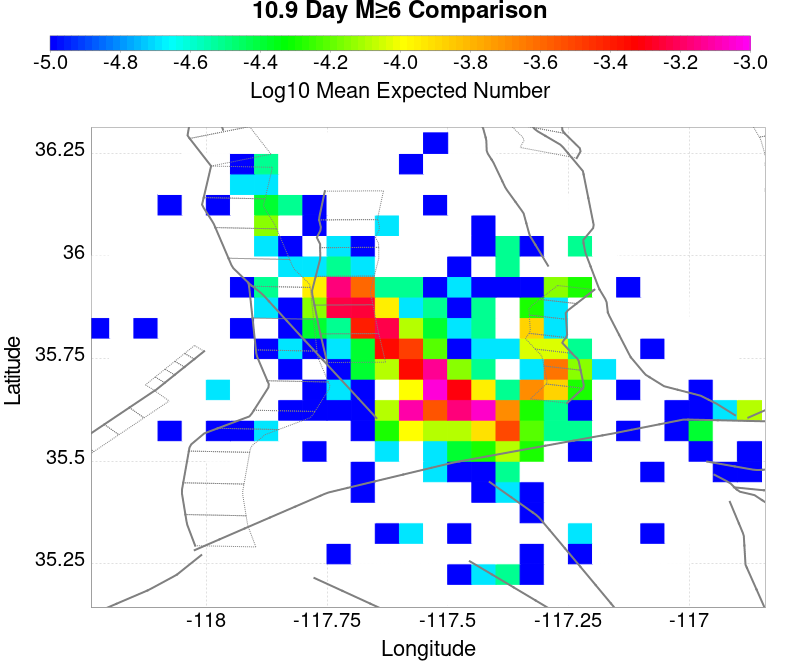 10.9 Day M≥6 Comparison
-5.0 -4.8 -4.6 -4.4 -4.2 -4.0 -3.8 -3.6 -3.4 -3.2 -3.0
Log10 Mean Expected Number
36.25
36
35.75
35.5
35.25
Latitude
-118 -117.75 -117.5 -117.25 -117
Longitude